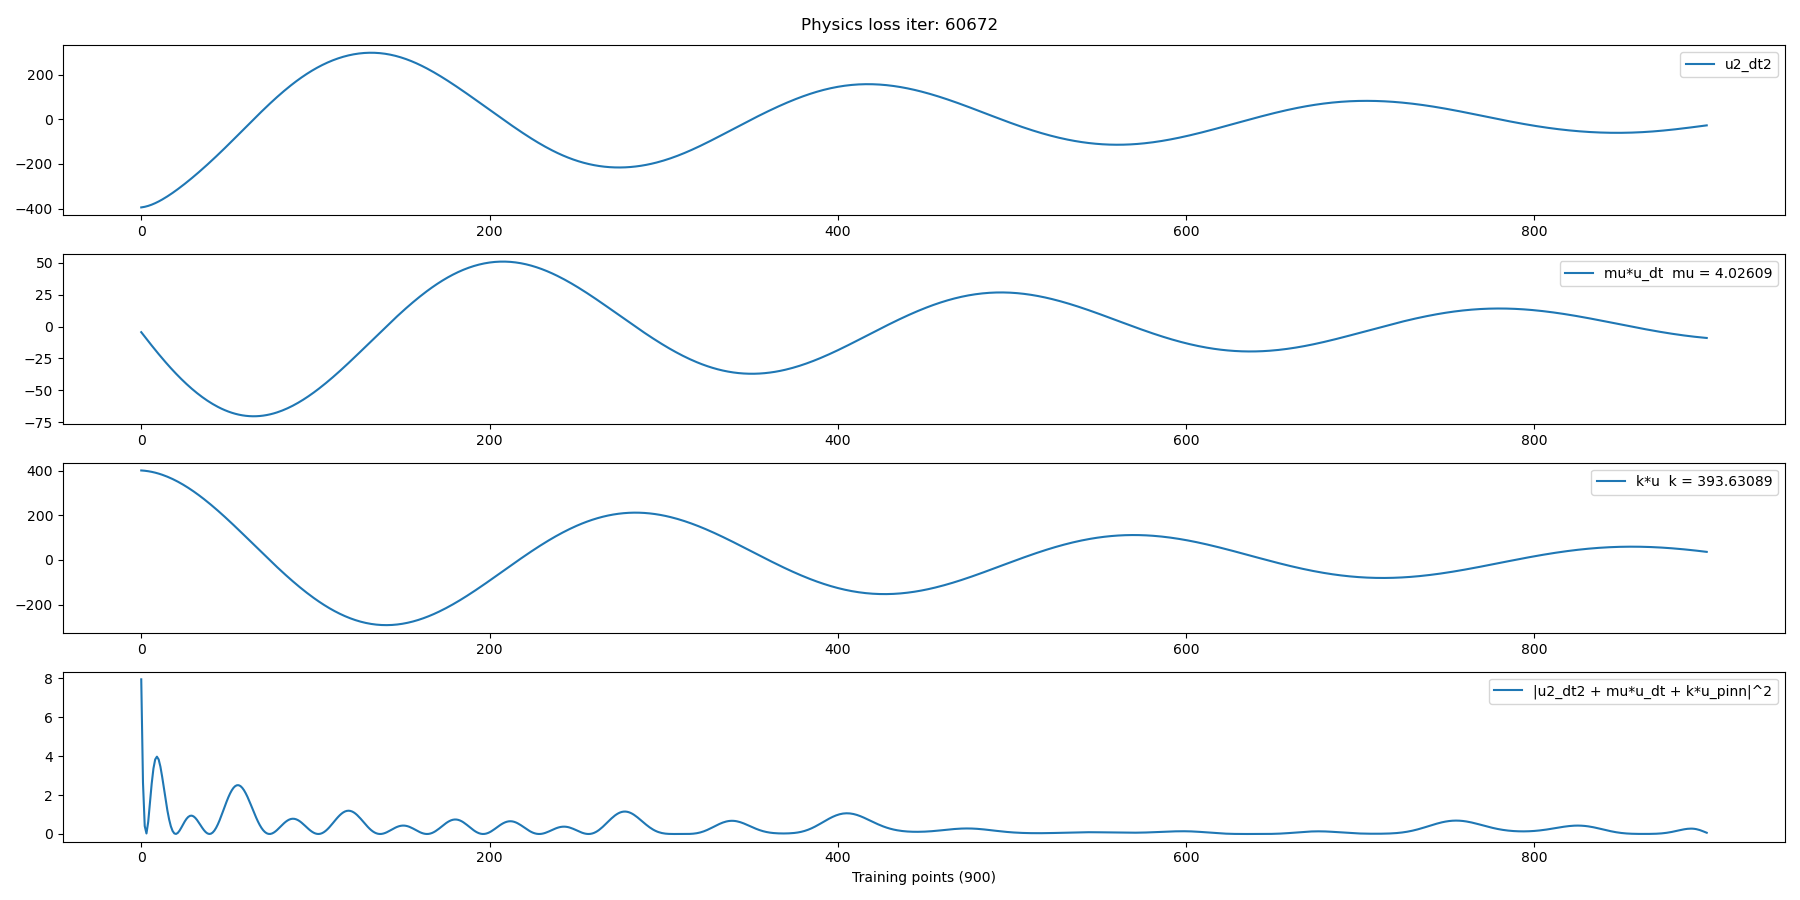 Physics loss iter: 60672
200
0
−200
−400
u2_dt2
0 200 400 600 800
50
25
0
−25
−50
−75
mu*u_dt  mu = 4.02609
0 200 400 600 800
400
200
0
−200
k*u  k = 393.63089
0 200 400 600 800
8
6
4
2
0
|u2_dt2 + mu*u_dt + k*u_pinn|^2
0 200 400 600 800
Training points (900)